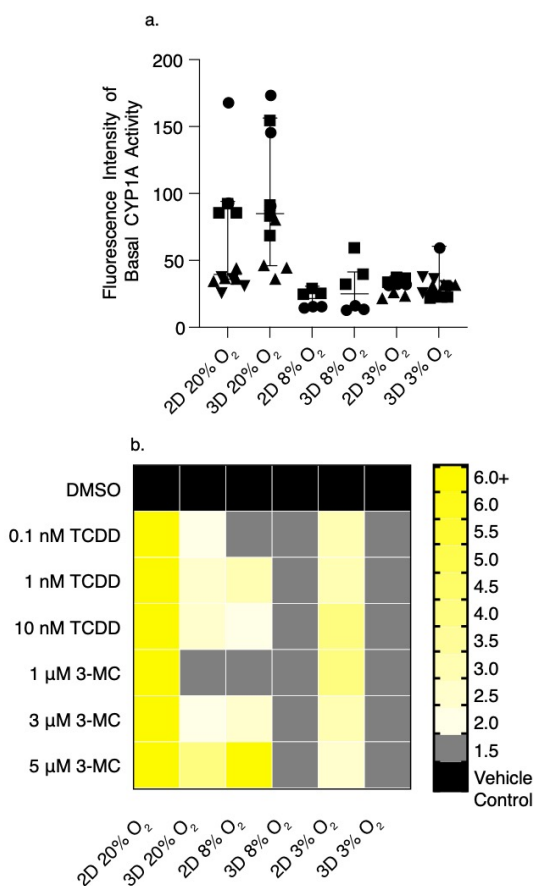 a.
Fluorescence Intensity of
Basal CYP1A Activity
200
150
100
50
0
2D 20% O₂
3D 20% O₂
2D 8% O₂
3D 8% O₂
2D 3% O₂
3D 3% O₂
b.
DMSO
0.1 nM TCDD
1 nM TCDD
10 nM TCDD
1 µM 3-MC
3 µM 3-MC
5 µM 3-MC
2D 20% O₂
3D 20% O₂
2D 8% O₂
3D 8% O₂
2D 3% O₂
3D 3% O₂
6.0+
6.0
5.5
5.0
4.5
4.0
3.5
3.0
2.5
2.0
1.5
Vehicle
Control